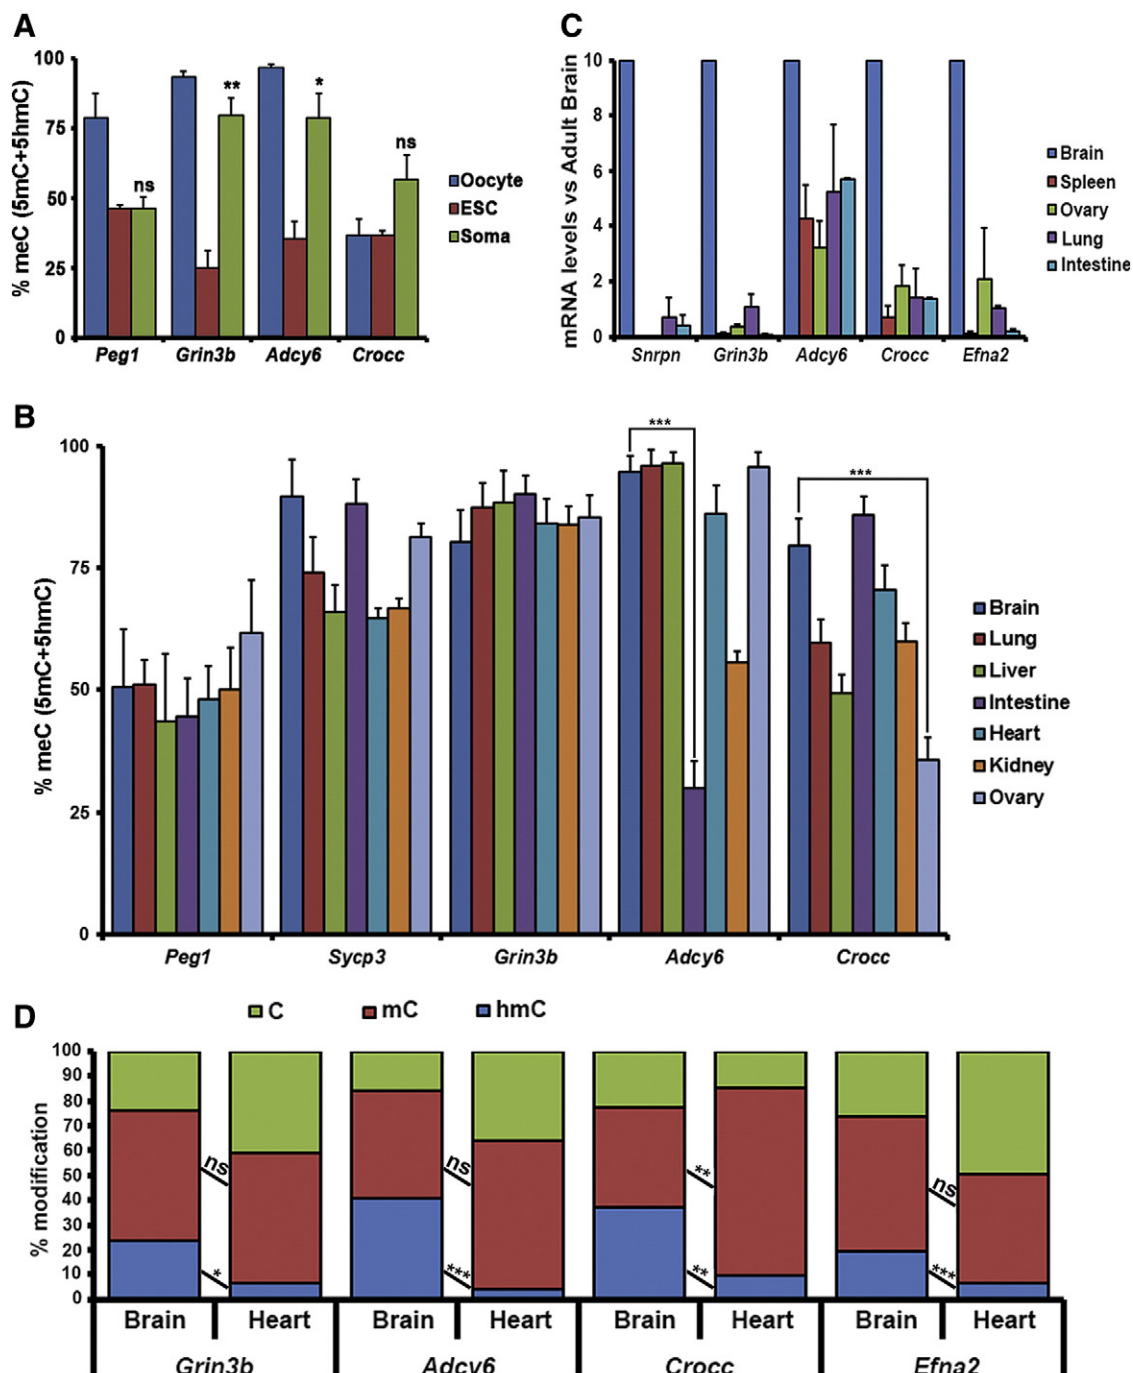 A
% meC (5mC+5hmC)
100
75
50
25
0
ns
**
*
ns
Peg1 Grin3b Adcy6 Crocc
Oocyte
ESC
Soma
C
mRNA levels vs Adult Brain
10
8
6
4
2
0
Snrpn Grin3b Adcy6 Crocc Efna2
Brain
Spleen
Ovary
Lung
Intestine
B
% meC (5mC+5hmC)
100
75
50
25
0
***
***
Peg1 Sycp3 Grin3b Adcy6 Crocc
Brain
Lung
Liver
Intestine
Heart
Kidney
Ovary
D
C mC hmC
% modification
100
90
80
70
60
50
40
30
20
10
0
ns ns ** ns
* *** ** ***
Brain Heart Brain Heart Brain Heart Brain Heart
Grin3b Adcy6 Crocc Efna2